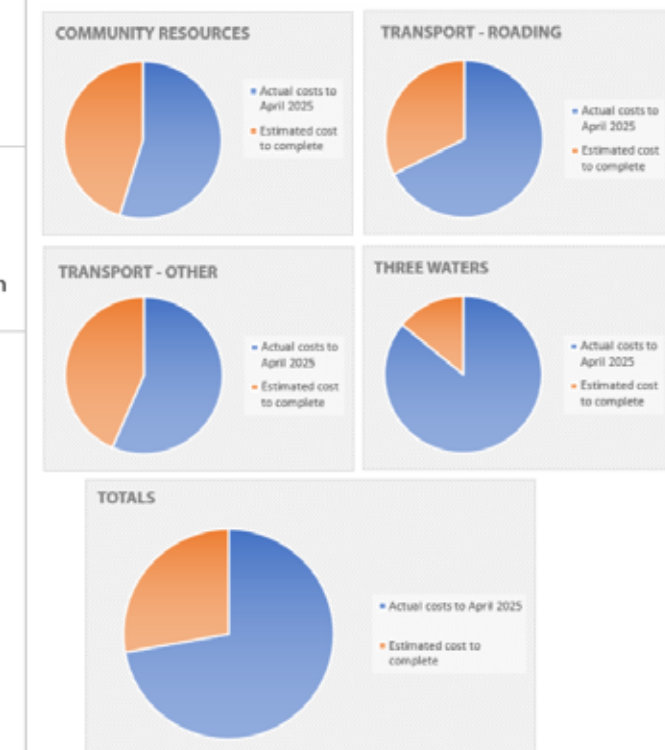 COMMUNITY RESOURCES
Actual costs to
April 2025
Estimated cost
to complete
TRANSPORT - ROADING
Actual costs to
April 2025
Estimated cost
to complete
TRANSPORT - OTHER
Actual costs to
April 2025
Estimated cost
to complete
THREE WATERS
Actual costs to
April 2025
Estimated cost
to complete
TOTALS
Actual costs to April 2025
Estimated cost to
complete